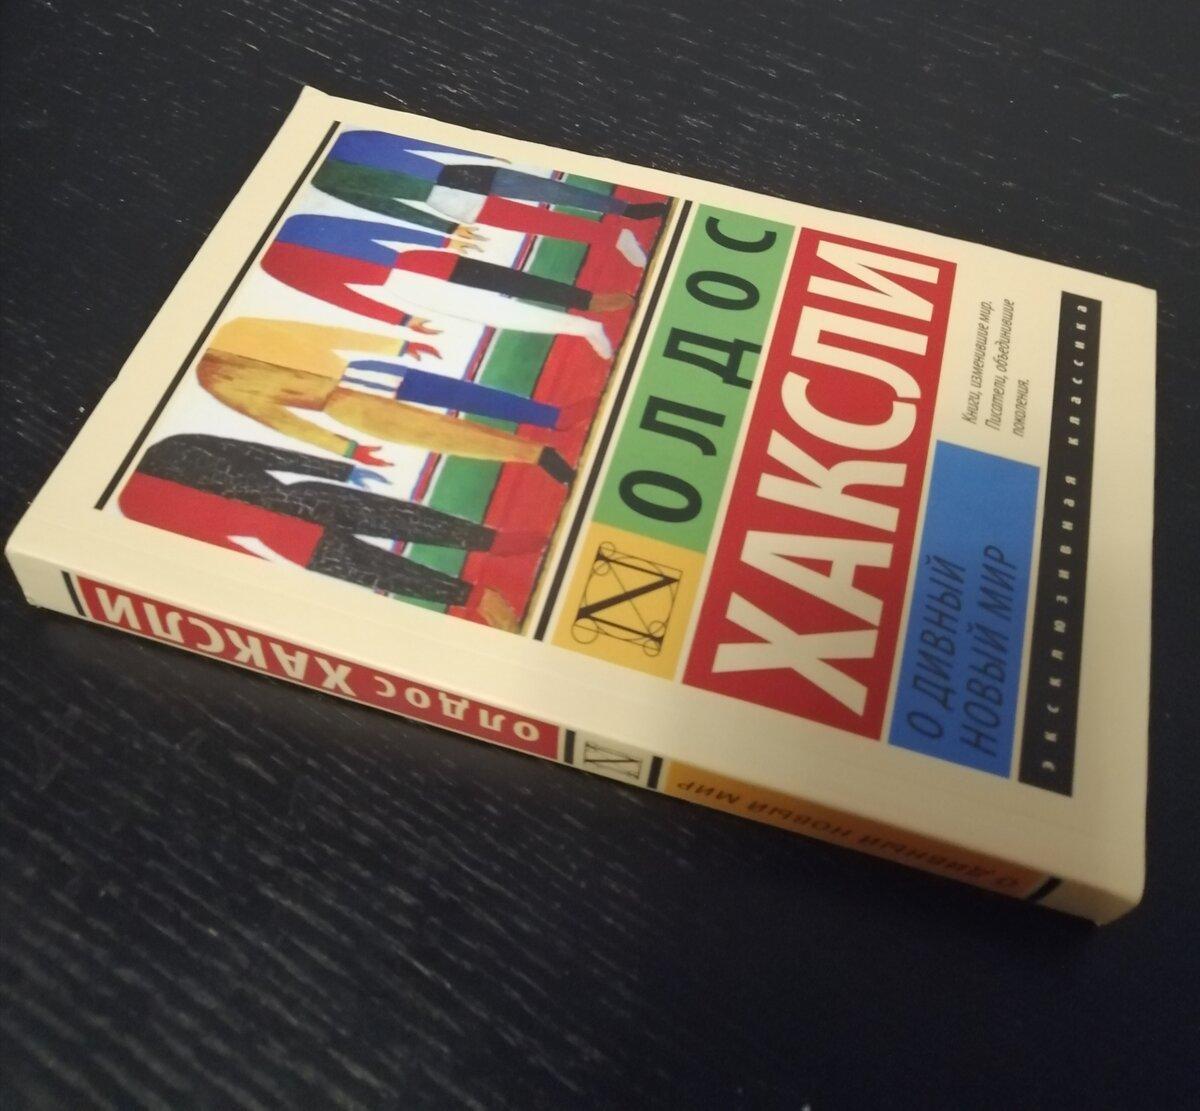 ОЛДОС
ХАКСЛИ
О ДИВНЫЙ
НОВЫЙ МИР
Книги, изменившие мир.
Писатели, объединившие
поколения.
эксклюзивная классика
N
ОЛДОС ХАКСЛИ
N
О ДИВНЫЙ НОВЫЙ МИР